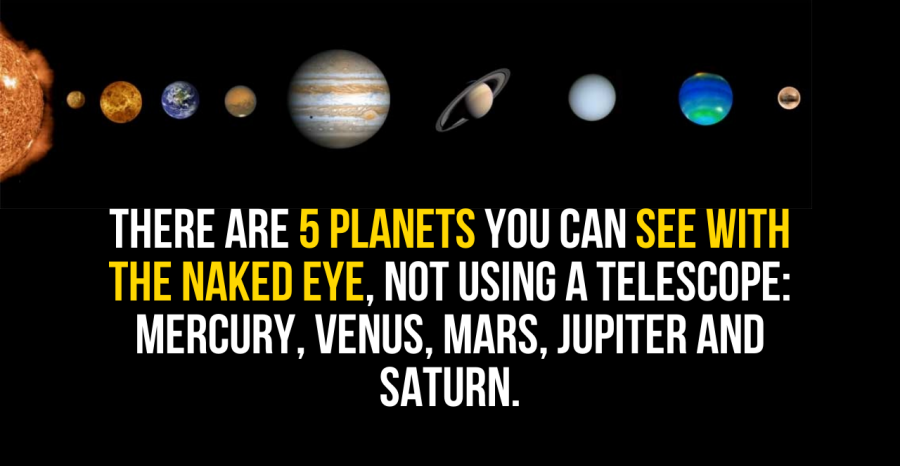 THERE ARE 5 PLANETS YOU CAN SEE WITH
THE NAKED EYE, NOT USING A TELESCOPE:
MERCURY, VENUS, MARS, JUPITER AND
SATURN.